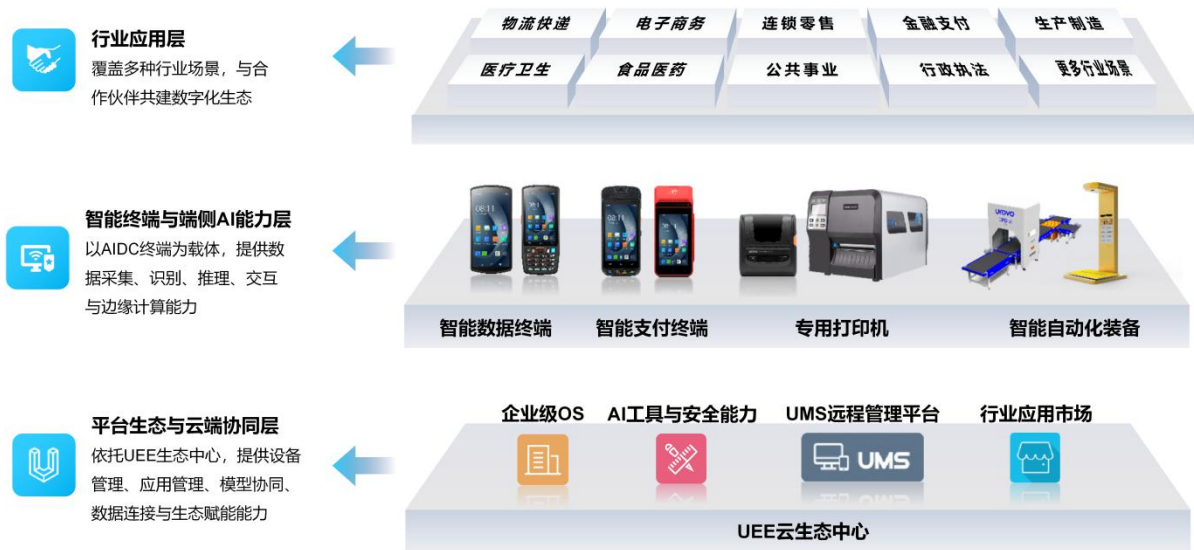 行业应用层
覆盖多种行业场景，与合
作伙伴共建数字化生态
物流快递
电子商务
连锁零售
金融支付
生产制造
医疗卫生
食品医药
公共事业
行政执法
更多行业场景
智能终端与端侧AI能力层
以AIDC终端为载体，提供数
据采集、识别、推理、交互
与边缘计算能力
08:11
UROVO
智能数据终端
智能支付终端
专用打印机
智能自动化装备
平台生态与云端协同层
依托UEE生态中心，提供设备
管理、应用管理、模型协同、
数据连接与生态赋能能力
企业级OS
AI工具与安全能力
UMS远程管理平台
行业应用市场
UMS
UEE云生态中心